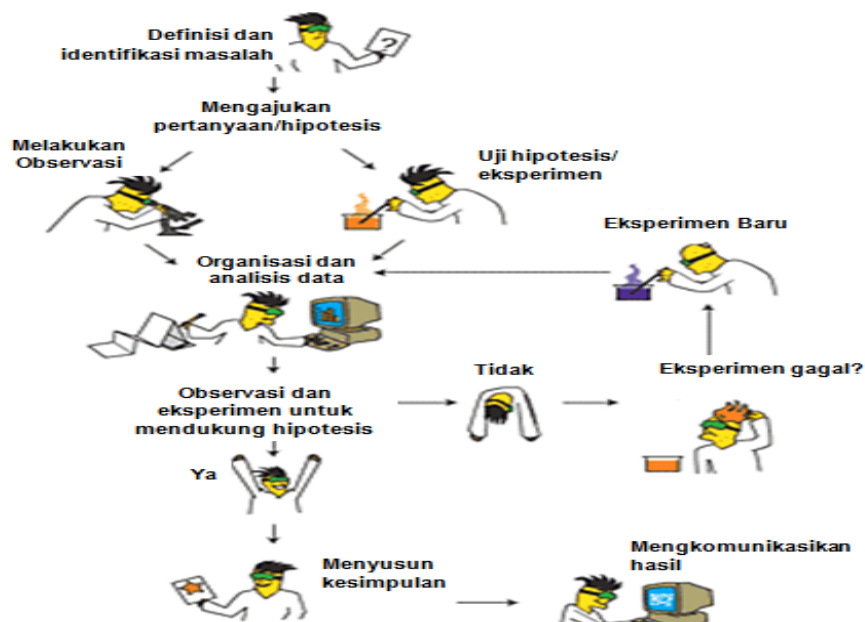 Definisi dan
identifikasi masalah
?
Mengajukan
pertanyaan/hipotesis
Melakukan
Observasi
Uji hipotesis/
eksperimen
Eksperimen Baru
Organisasi dan
analisis data
Observasi dan
eksperimen untuk
mendukung hipotesis
Tidak
Eksperimen gagal?
Ya
Menyusun
kesimpulan
Mengkomunikasikan
hasil